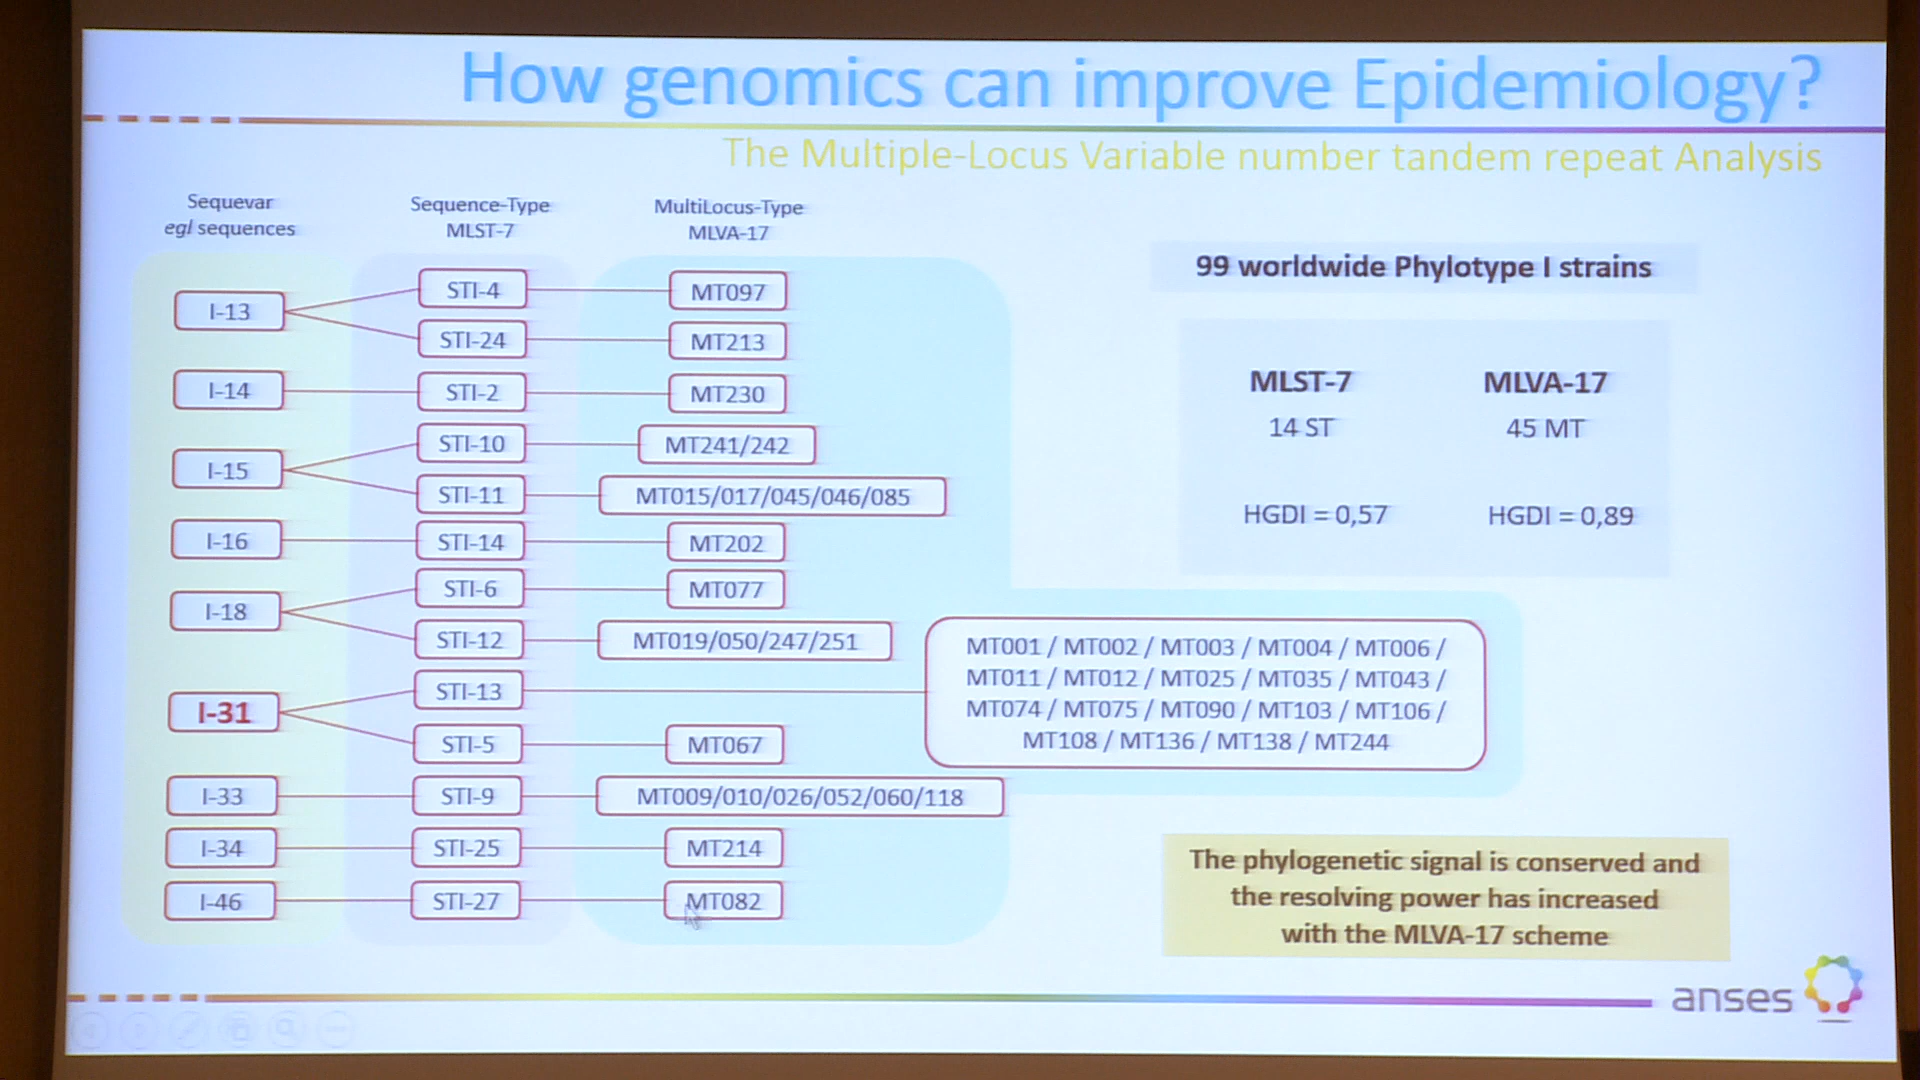 How genomics can improve Epidemiology?
The Multiple-Locus Variable number tandem repeat Analysis
Sequevar
egl sequences
Sequence-Type
MLST-7
MultiLocus-Type
MLVA-17
I-13
STI-4
MT097
STI-24
MT213
I-14
STI-2
MT230
I-15
STI-10
MT241/242
STI-11
MT015/017/045/046/085
I-16
STI-14
MT202
I-18
STI-6
MT077
STI-12
MT019/050/247/251
I-31
STI-13
MT001 / MT002 / MT003 / MT004 / MT006 /
MT011 / MT012 / MT025 / MT035 / MT043 /
MT074 / MT075 / MT090 / MT103 / MT106 /
MT108 / MT136 / MT138 / MT244
STI-5
MT067
I-33
STI-9
MT009/010/026/052/060/118
I-34
STI-25
MT214
I-46
STI-27
MT082
99 worldwide Phylotype I strains
MLST-7
MLVA-17
14 ST
45 MT
HGDI = 0,57
HGDI = 0,89
The phylogenetic signal is conserved and
the resolving power has increased
with the MLVA-17 scheme
anses